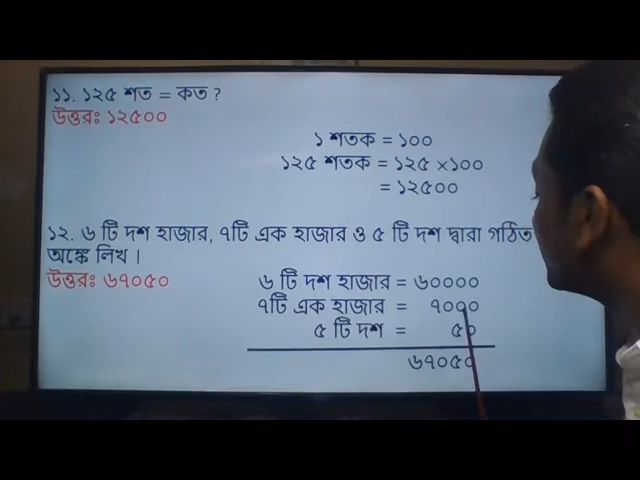 ১১. ১২৫ শত = কত ?
উত্তরঃ ১২৫০০
১ শতক = ১০০
১২৫ শতক = ১২৫ ×১০০
= ১২৫০০
১২. ৬ টি দশ হাজার, ৭টি এক হাজার ও ৫ টি দশ দ্বারা গঠিত
অঙ্কে লিখ ।
উত্তরঃ ৬৭০৫০
৬ টি দশ হাজার = ৬০০০০
৭টি এক হাজার = ৭০০০
৫ টি দশ = ৫০
৬৭০৫০